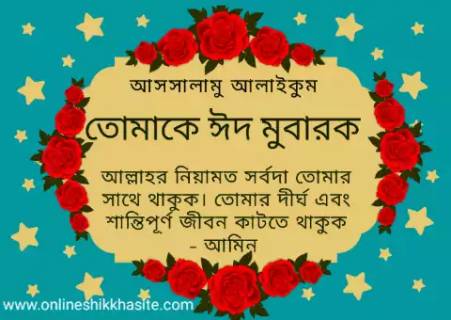 আসসালামু আলাইকুম
তোমাকে ঈদ মুবারক
আল্লাহর নিয়ামত সর্বদা তোমার
সাথে থাকুক। তোমার দীর্ঘ এবং
শান্তিপূর্ণ জীবন কাটতে থাকুক
- আমিন
www.onlineshikkhasite.com